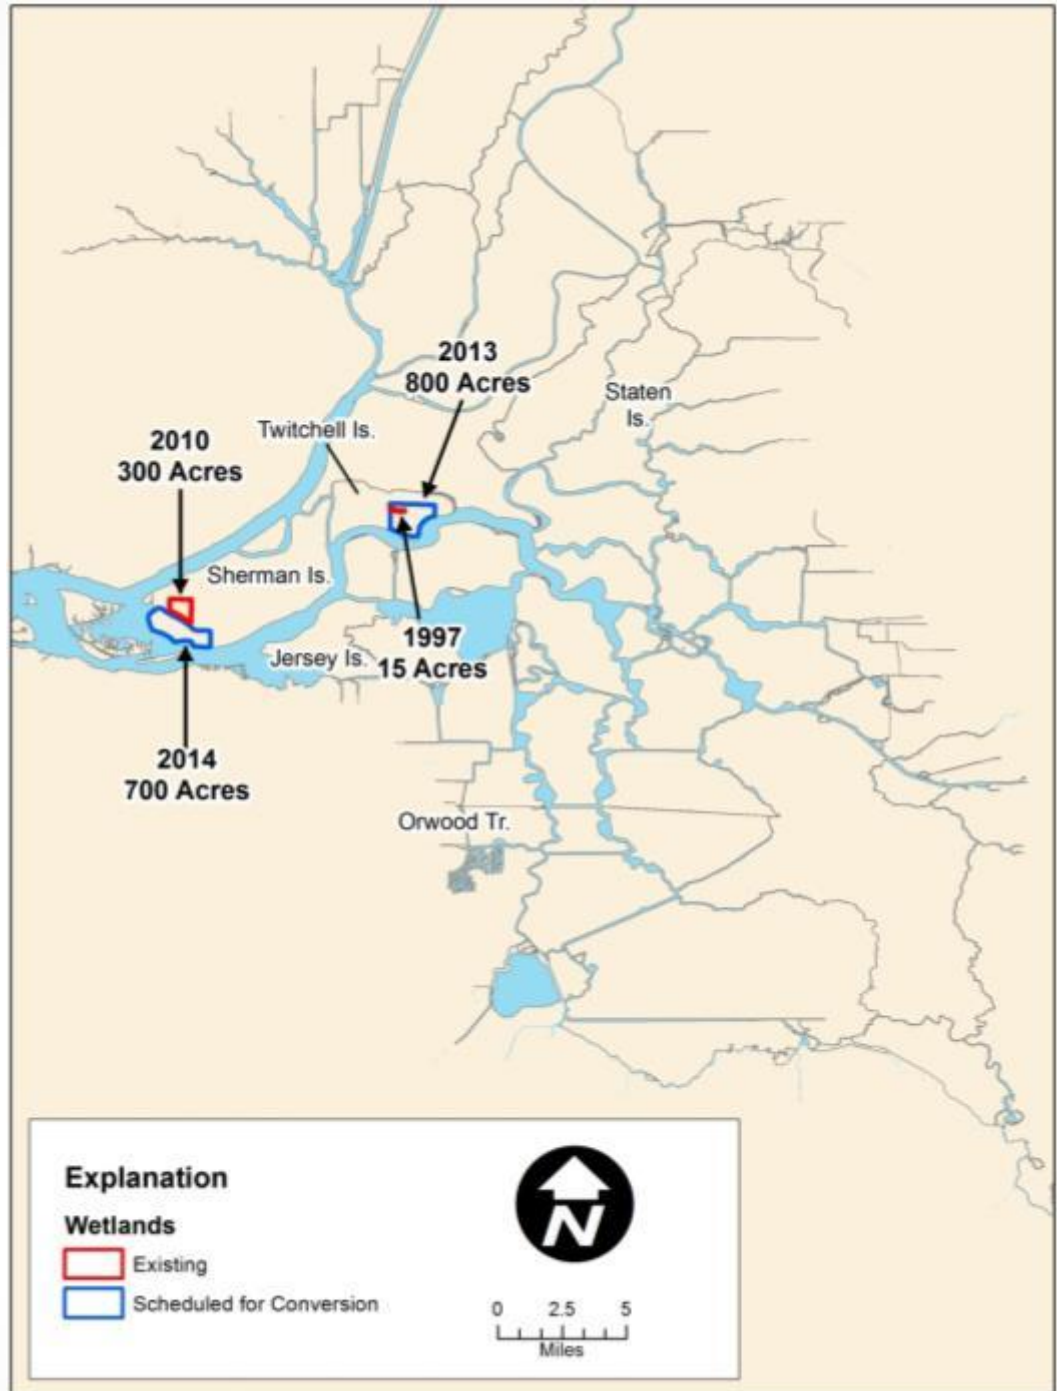 2013
800 Acres
Staten
Is.
Twitchell Is.
2010
300 Acres
Sherman Is.
1997
15 Acres
Jersey Is.
2014
700 Acres
Orwood Tr.
Explanation
Wetlands
Existing
Scheduled for Conversion
N
0 2.5 5
Miles